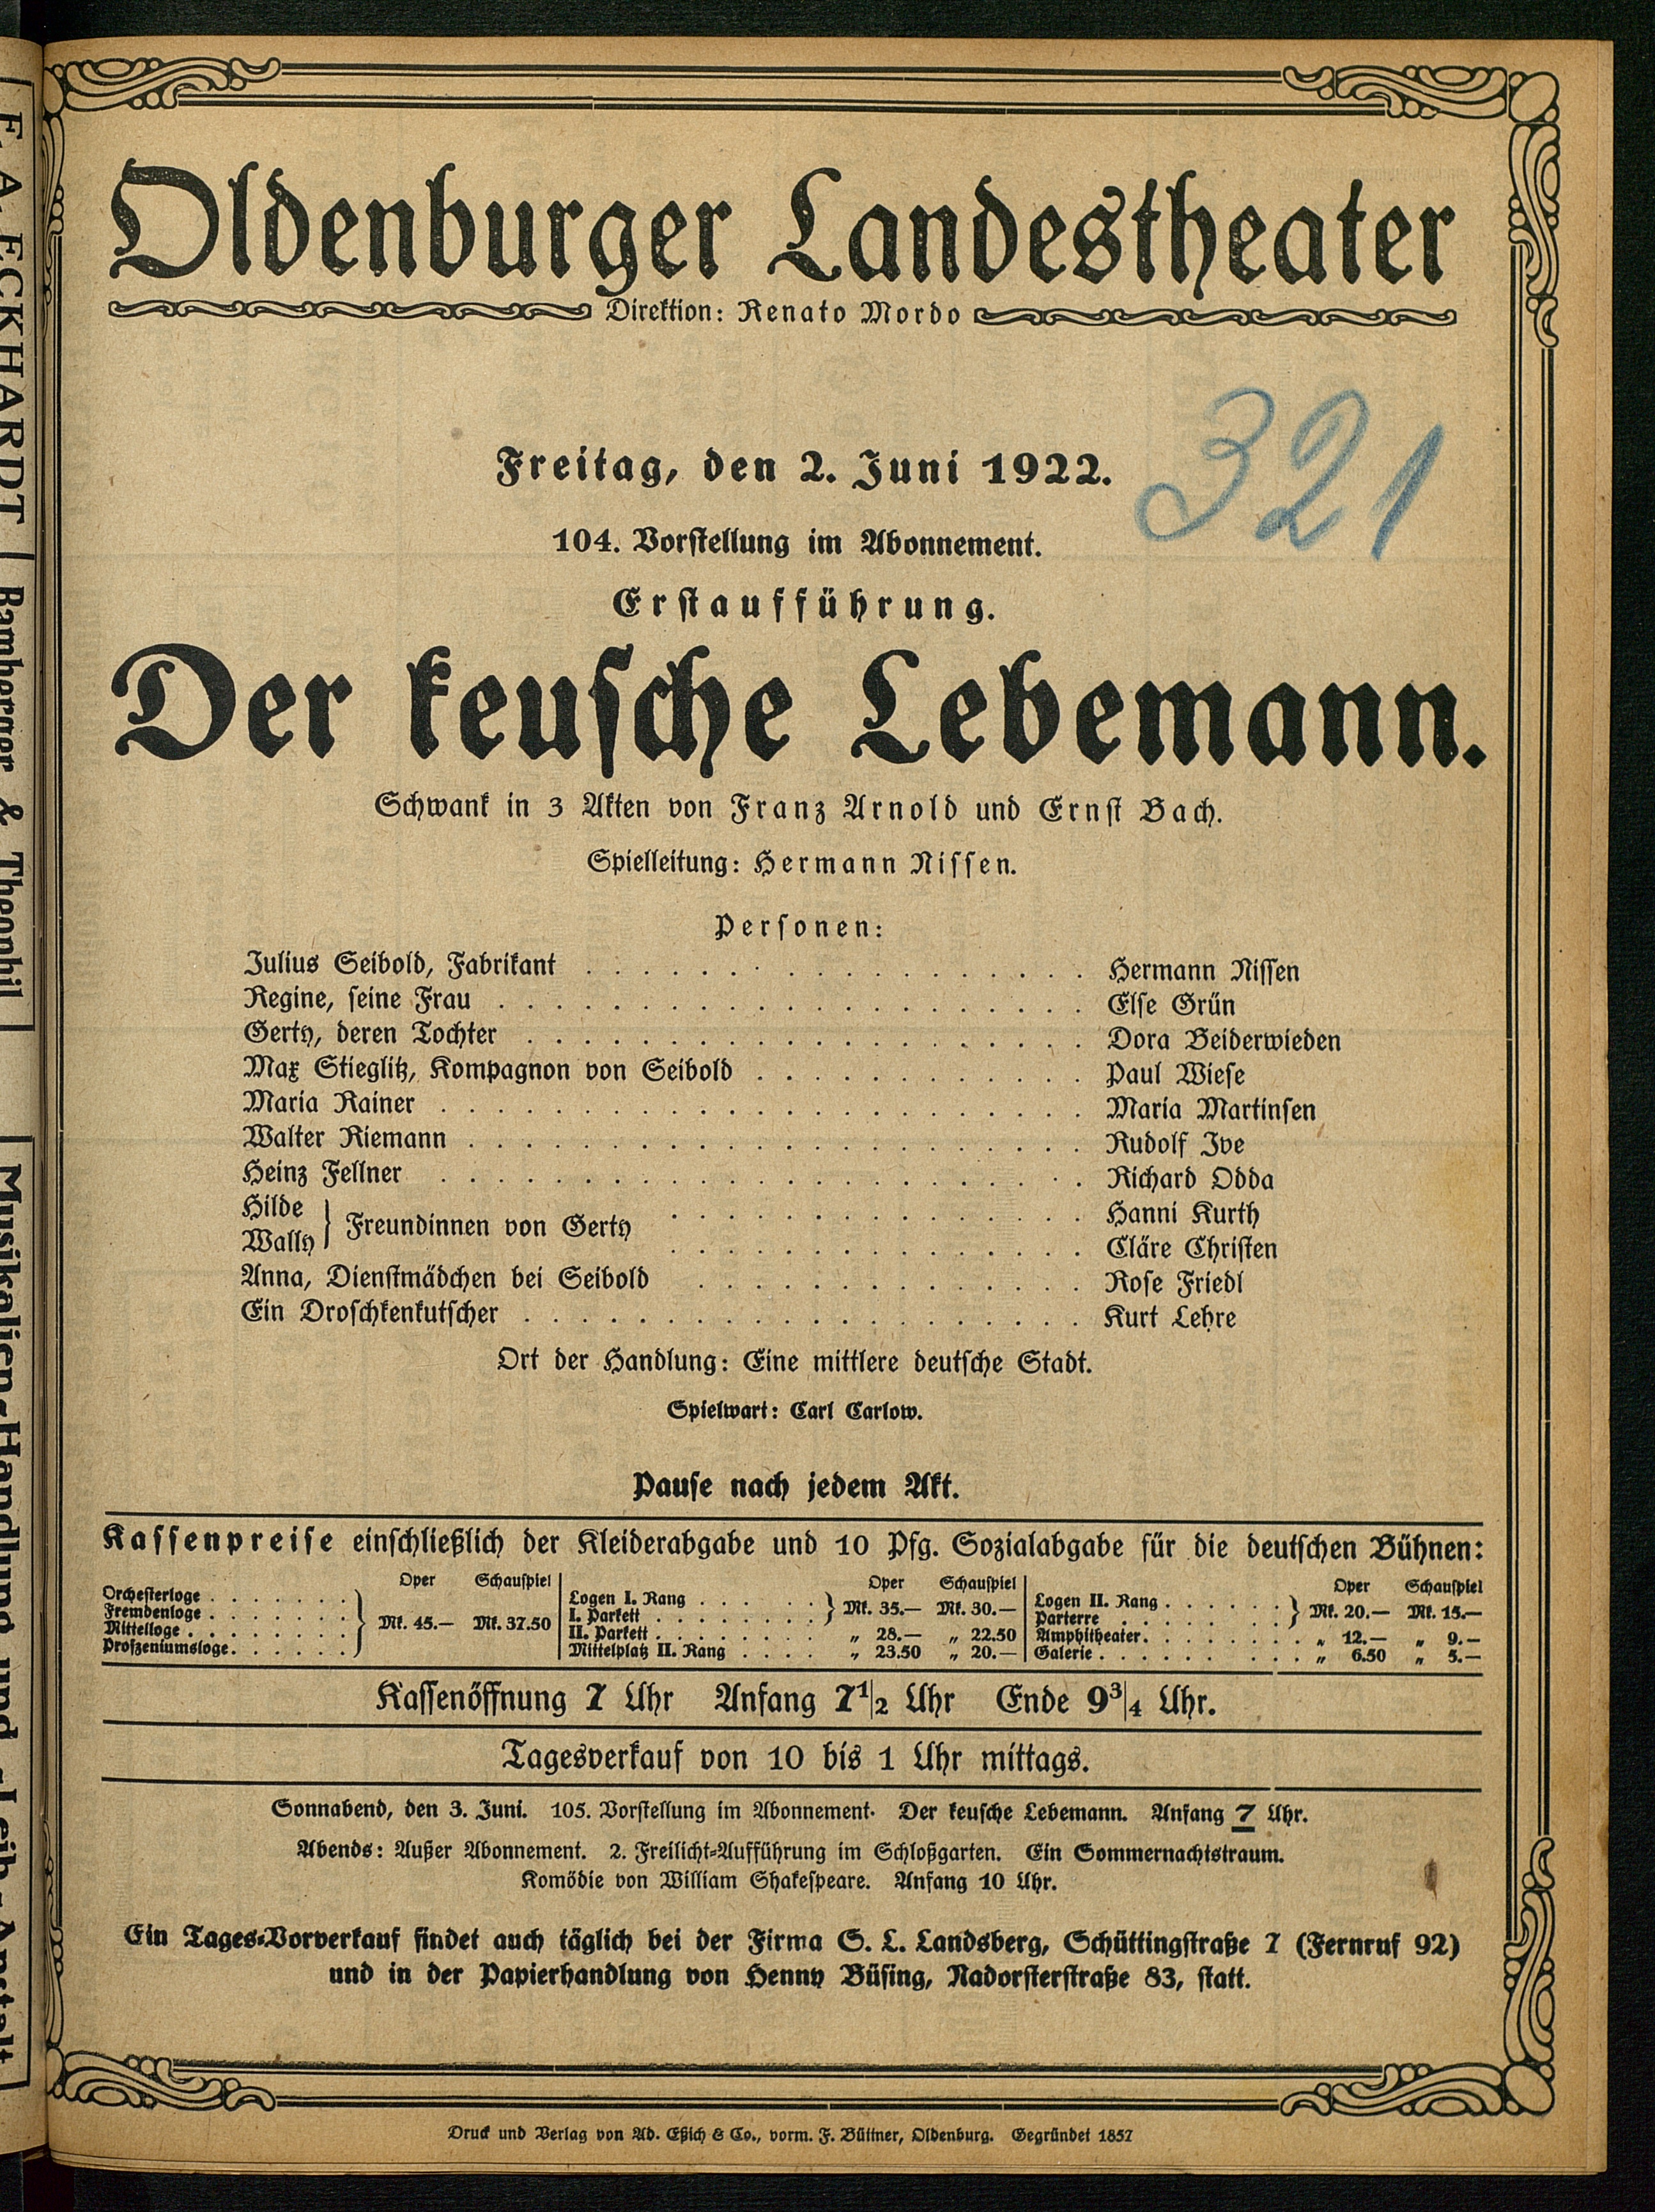 Oldenburger Landestheater
Direktion: Renato Mordo
321
Freitag, den 2. Juni 1922.
104. Vorstellung im Abonnement.
Erstaufführung.
Der keusche Lebemann.
Schwank in 3 Akten von Franz Arnold und Ernst Bach.
Spielleitung: Hermann Nissen.
Personen:
Julius Seibold, Fabrikant . . . . . . . . . . . . . . . . . . Hermann Nissen
Regine, seine Frau . . . . . . . . . . . . . . . . . . . . . Else Grün
Gerty, deren Tochter . . . . . . . . . . . . . . . . . . . . Dora Beiderwieden
Max Stieglitz, Kompagnon von Seibold . . . . . . . . . . . . Paul Wiese
Maria Rainer . . . . . . . . . . . . . . . . . . . . . . . Maria Martinsen
Walter Riemann . . . . . . . . . . . . . . . . . . . . . . Rudolf Ive
Heinz Fellner . . . . . . . . . . . . . . . . . . . . . . . Richard Odda
Hilde } Freundinnen von Gerty . . . . . . . . . . . . . . . Hanni Kurth
Wally } . . . . . . . . . . . . . . . Cläre Christen
Anna, Dienstmädchen bei Seibold . . . . . . . . . . . . . . Rose Friedl
Ein Droschkenkutscher . . . . . . . . . . . . . . . . . . . . Kurt Lehre
Ort der Handlung: Eine mittlere deutsche Stadt.
Spielwart: Carl Carlow.
Pause nach jedem Akt.
Kassenpreise einschließlich der Kleiderabgabe und 10 Pfg. Sozialabgabe für die deutschen Bühnen:
Oper Schauspiel
Orchesterloge . . . . . . .
Fremdenloge . . . . . . .
Mittelloge . . . . . . . .
Proszeniumsloge. . . . . .
} Mk. 45.— Mk. 37.50
Oper Schauspiel
Logen I. Rang . . . . . .
I. Parkett . . . . . . . . } Mk. 35.— Mk. 30.—
II. Parkett . . . . . . . . . „ 28.— „ 22.50
Mittelplatz II. Rang . . . . „ 23.50 „ 20.—
Oper Schauspiel
Logen II. Rang . . . . . .
Parterre . . . . . . . . } Mk. 20.— Mk. 15.—
Amphitheater. . . . . . . . . „ 12.— „ 9.—
Galerie . . . . . . . . . . „ 6.50 „ 5.—
Kassenöffnung 7 Uhr Anfang 7 1/2 Uhr Ende 9 3/4 Uhr.
Tagesverkauf von 10 bis 1 Uhr mittags.
Sonnabend, den 3. Juni. 105. Vorstellung im Abonnement. Der keusche Lebemann. Anfang 7 Uhr.
Abends: Außer Abonnement. 2. Freilicht-Aufführung im Schloßgarten. Ein Sommernachtstraum.
Komödie von William Shakespeare. Anfang 10 Uhr.
Ein Tages-Vorverkauf findet auch täglich bei der Firma S. L. Landsberg, Schüttingstraße 7 (Fernruf 92)
und in der Papierhandlung von Henny Büsing, Nadorsterstraße 83, statt.
Druck und Verlag von Ad. Eßich & Co., vorm. F. Büttner, Oldenburg. Gegründet 1857
F. A. ECKHARDT
Bamberger & Theophil
Musikalien-Handlung und -Leih-Anstalt